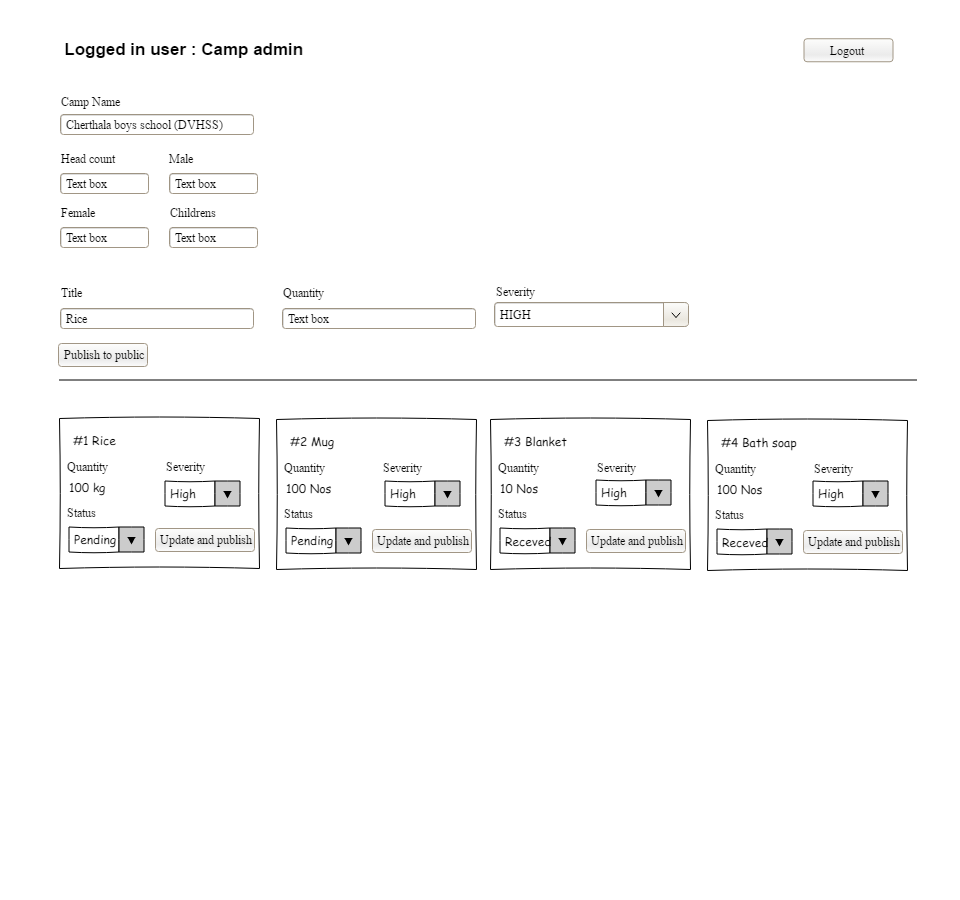 Logged in user : Camp admin
Logout
Camp Name
Cherthala boys school (DVHSS)
Head count Male
Text box Text box
Female Childrens
Text box Text box
Title Quantity Severity
Rice Text box HIGH
Publish to public
#1 Rice
Quantity Severity
100 kg High
Status
Pending Update and publish
#2 Mug
Quantity Severity
100 Nos High
Status
Pending Update and publish
#3 Blanket
Quantity Severity
10 Nos High
Status
Receved Update and publish
#4 Bath soap
Quantity Severity
100 Nos High
Status
Receved Update and publish